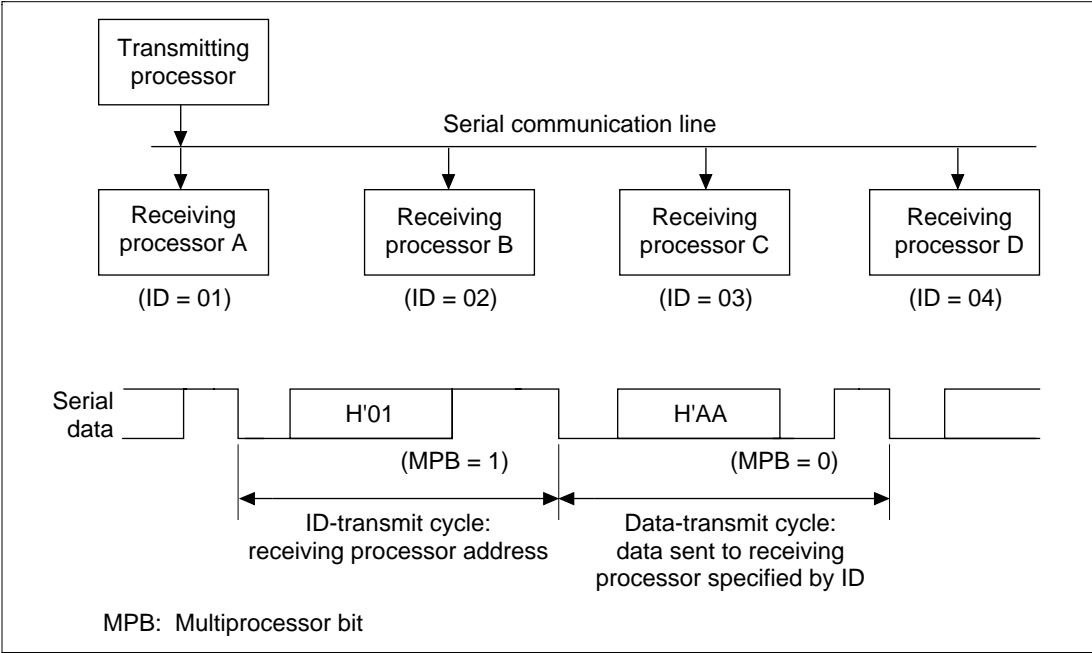 Transmitting
processor
Serial communication line
Receiving
processor A
Receiving
processor B
Receiving
processor C
Receiving
processor D
(ID = 01)
(ID = 02)
(ID = 03)
(ID = 04)
Serial
data
H'01
H'AA
(MPB = 1)
(MPB = 0)
ID-transmit cycle:
receiving processor address
Data-transmit cycle:
data sent to receiving
processor specified by ID
MPB: Multiprocessor bit